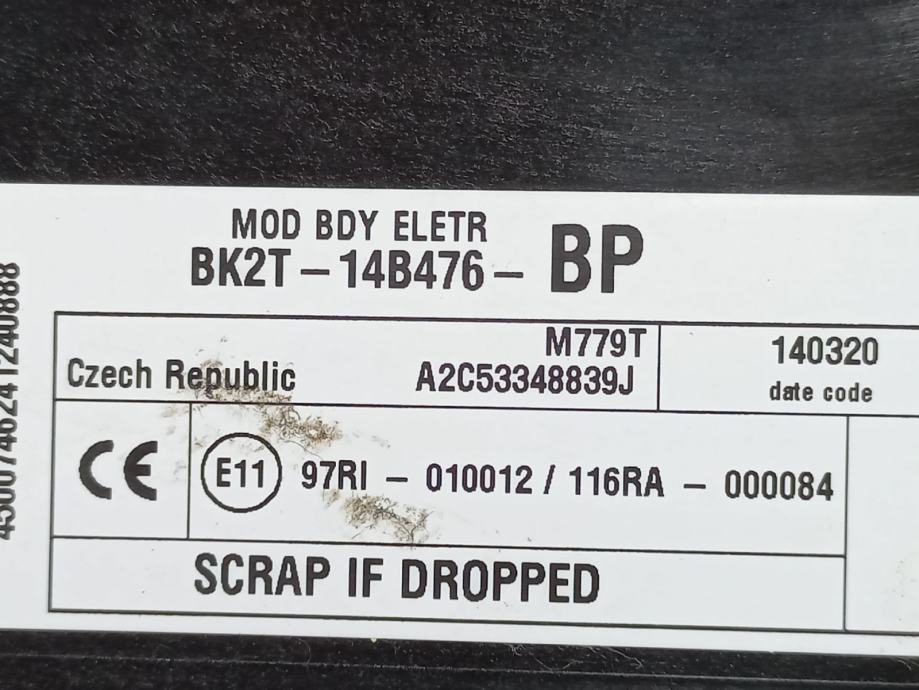 MOD BDY ELETR
BK2T - 14B476 - BP
M779T
Czech Republic A2C53348839J
140320
date code
CE E11 97RI - 010012 / 116RA - 000084
SCRAP IF DROPPED